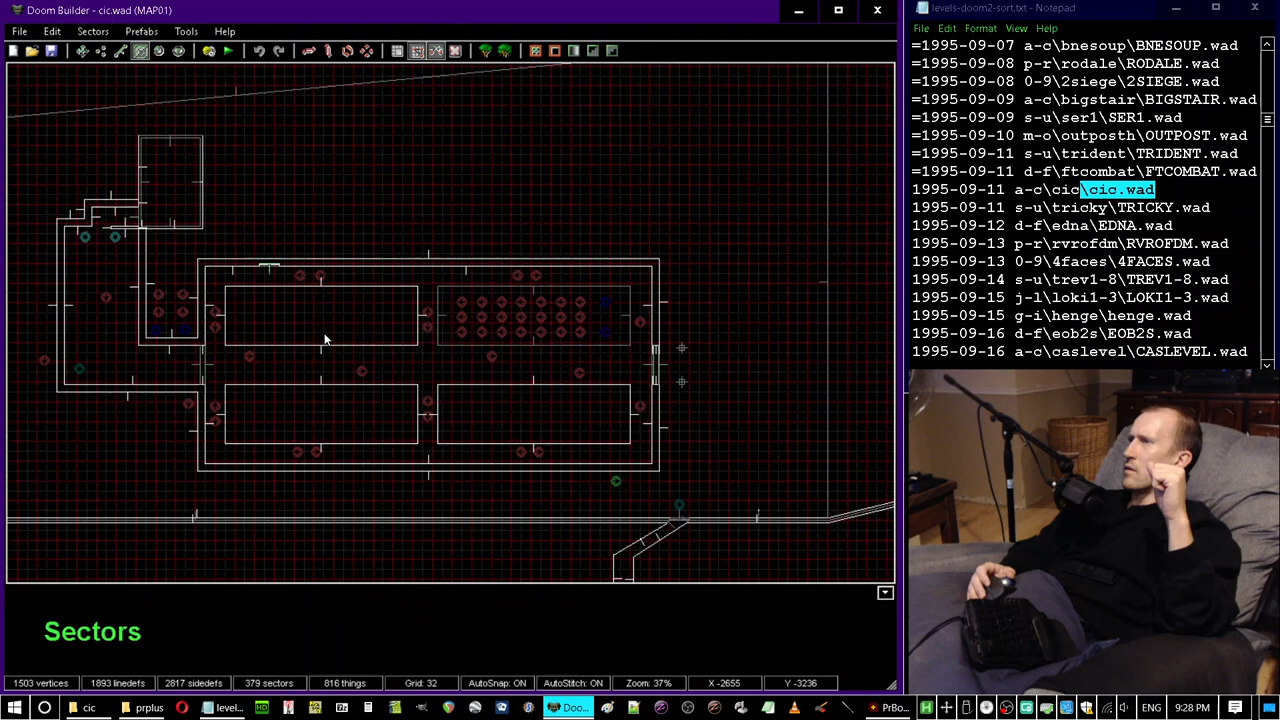 Doom Builder - cic.wad (MAP01)
File Edit Sectors Prefabs Tools Help
Sectors
1503 vertices 1893 linedefs 2817 sidedefs 379 sectors 816 things Grid: 32 AutoSnap: ON AutoStitch: ON Zoom: 37% X -2655 Y -3236
levels-doom2-sort.txt - Notepad
File Edit Format View Help
=1995-09-07 a-c\bnesoup\BNESOUP.wad
=1995-09-08 p-r\rodale\RODALE.wad
=1995-09-08 0-9\2siege\2SIEGE.wad
=1995-09-09 a-c\bigstair\BIGSTAIR.wad
=1995-09-09 s-u\ser1\SER1.wad
=1995-09-10 m-o\outposth\OUTPOST.wad
=1995-09-11 s-u\trident\TRIDENT.wad
=1995-09-11 d-f\ftcombat\FTCOMBAT.wad
1995-09-11 a-c\cic\cic.wad
1995-09-11 s-u\tricky\TRICKY.wad
=1995-09-12 d-f\edna\EDNA.wad
=1995-09-13 p-r\rvrofdm\RVROFDM.wad
=1995-09-13 0-9\4faces\4FACES.wad
=1995-09-14 s-u\trev1-8\TREV1-8.wad
=1995-09-15 j-l\loki1-3\LOKI1-3.wad
=1995-09-15 g-i\henge\henge.wad
=1995-09-16 d-f\eob2s\EOB2S.wad
=1995-09-16 a-c\caslevel\CASLEVEL.wad
cic prplus level... Doo... PrBo... ENG 9:28 PM